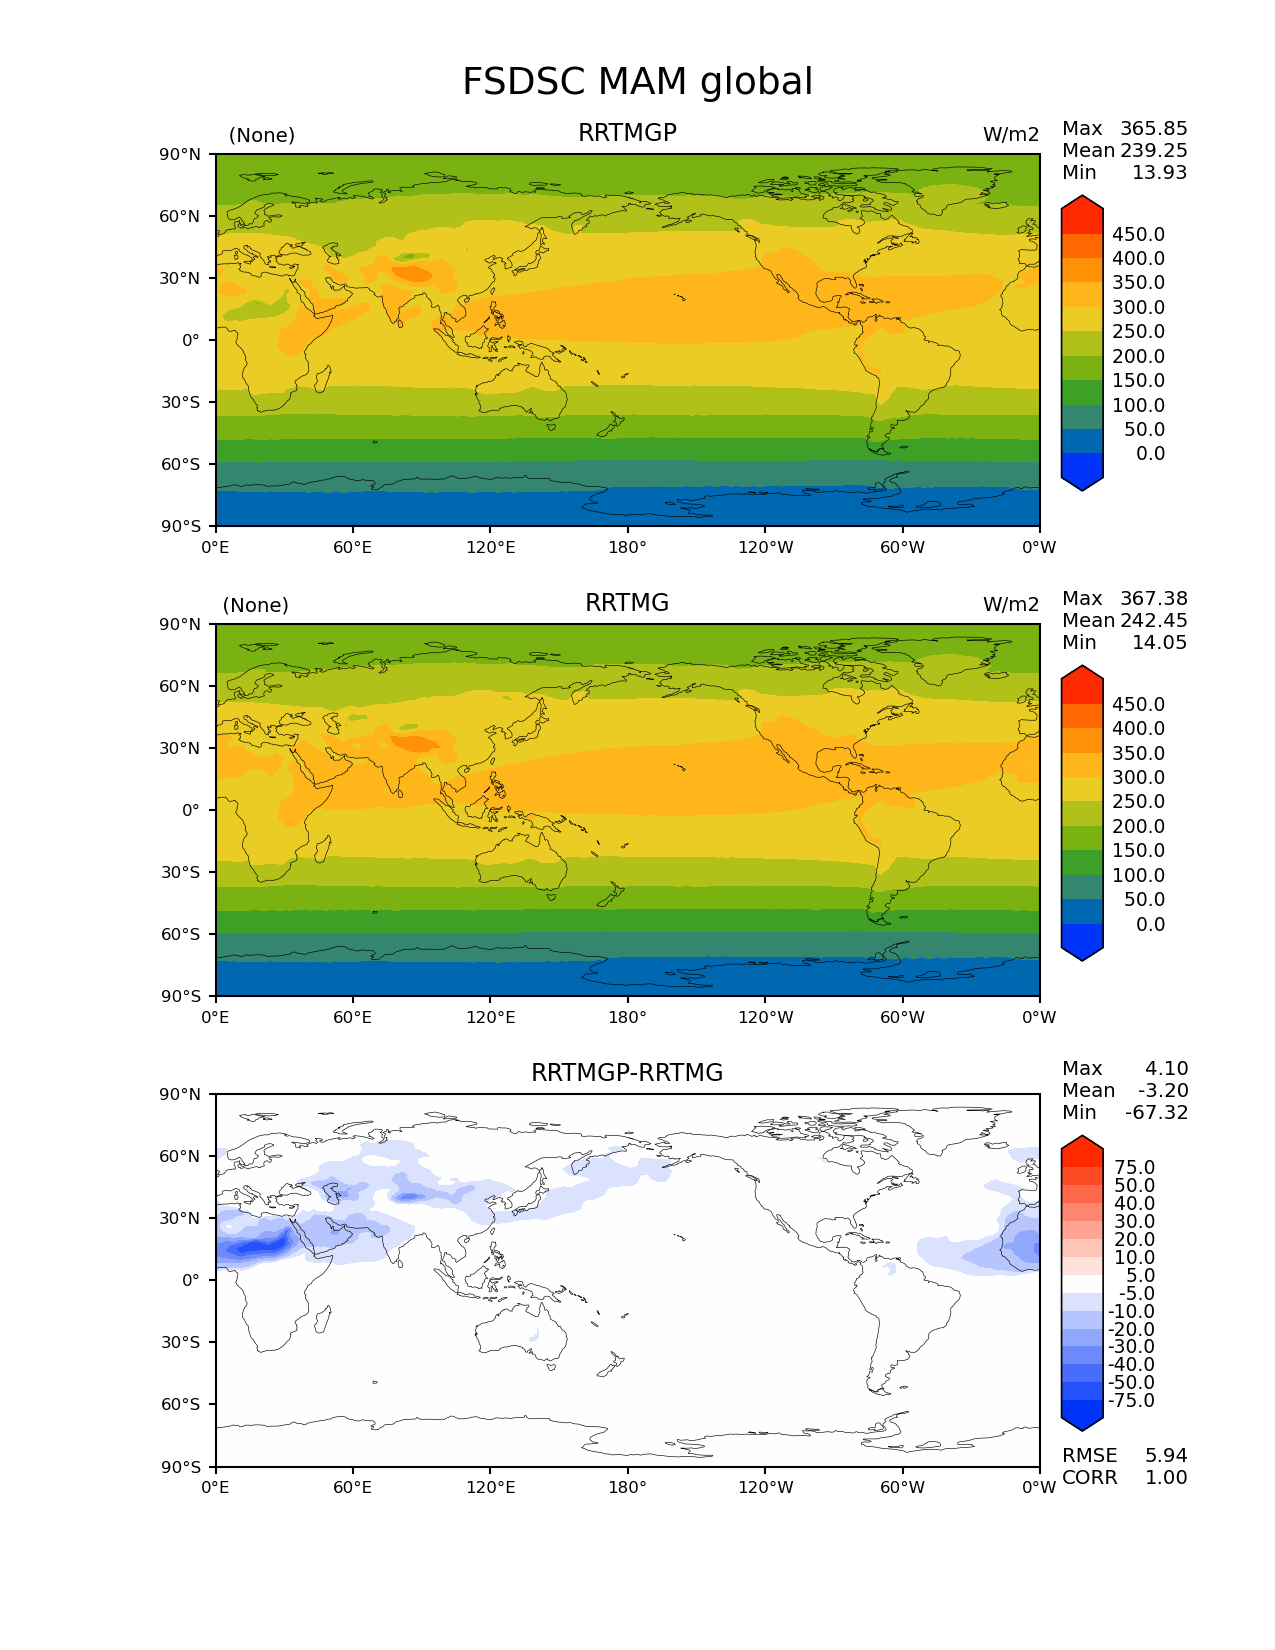 FSDSC MAM global
(None) RRTMGP W/m2
Max 365.85
Mean 239.25
Min 13.93
90°N
60°N
30°N
0°
30°S
60°S
90°S
0°E 60°E 120°E 180° 120°W 60°W 0°W
450.0
400.0
350.0
300.0
250.0
200.0
150.0
100.0
50.0
0.0
(None) RRTMG W/m2
Max 367.38
Mean 242.45
Min 14.05
90°N
60°N
30°N
0°
30°S
60°S
90°S
0°E 60°E 120°E 180° 120°W 60°W 0°W
450.0
400.0
350.0
300.0
250.0
200.0
150.0
100.0
50.0
0.0
RRTMGP-RRTMG
Max 4.10
Mean -3.20
Min -67.32
90°N
60°N
30°N
0°
30°S
60°S
90°S
0°E 60°E 120°E 180° 120°W 60°W 0°W
75.0
50.0
40.0
30.0
20.0
10.0
5.0
-5.0
-10.0
-20.0
-30.0
-40.0
-50.0
-75.0
RMSE 5.94
CORR 1.00